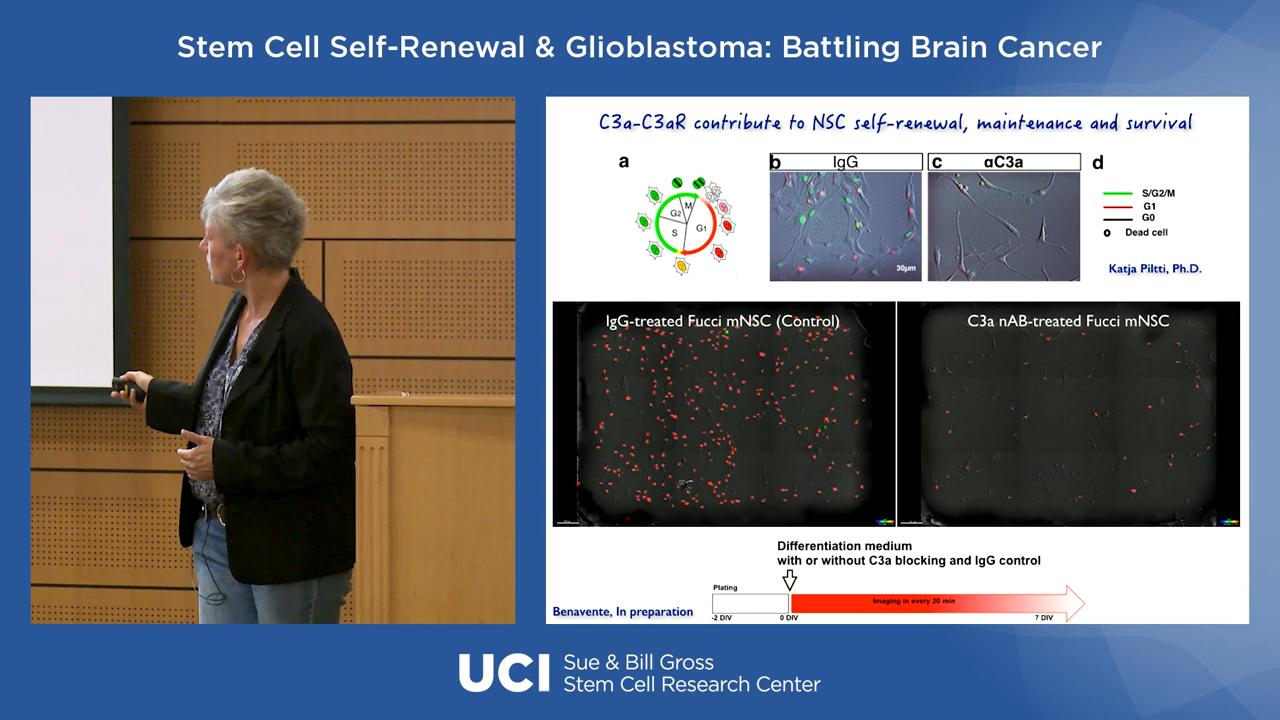 Stem Cell Self-Renewal & Glioblastoma: Battling Brain Cancer
C3a-C3aR contribute to NSC self-renewal, maintenance and survival
a
b IgG
c αC3a
d
M
G2
G1
S
30µm
S/G2/M
G1
G0
Dead cell
Katja Piltti, Ph.D.
IgG-treated Fucci mNSC (Control)
C3a nAB-treated Fucci mNSC
Differentiation medium
with or without C3a blocking and IgG control
Plating
Imaging in every 20 min
-2 DIV
0 DIV
7 DIV
Benavente, In preparation
UCI Sue & Bill Gross
Stem Cell Research Center